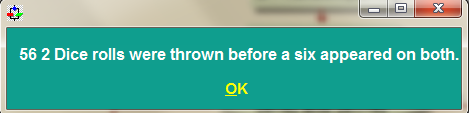 56 2 Dice rolls were thrown before a six appeared on both.
OK